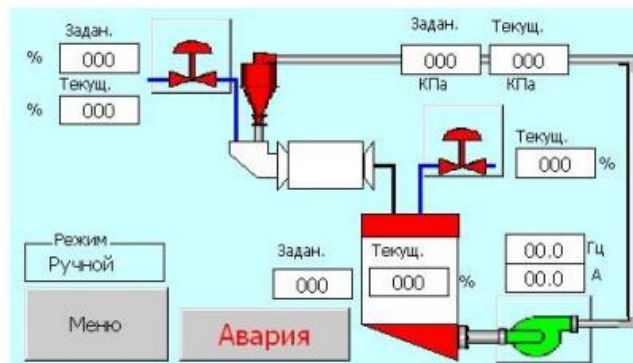 Задан.
% 000
Текущ.
% 000
Задан. Текущ.
000 000
КПа КПа
Текущ.
000 %
Режим
Ручной
Задан. Текущ.
000 000 %
00.0 Гц
00.0 А
Меню
Авария